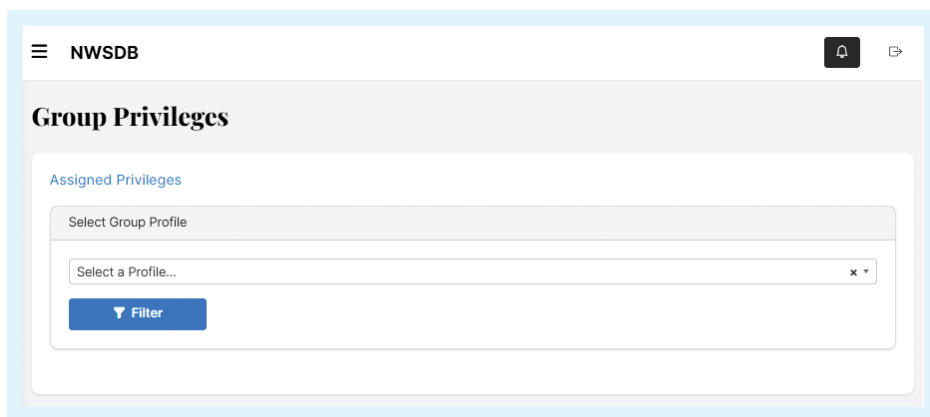 NWSDB
Group Privileges
Assigned Privileges
Select Group Profile
Select a Profile...
Filter